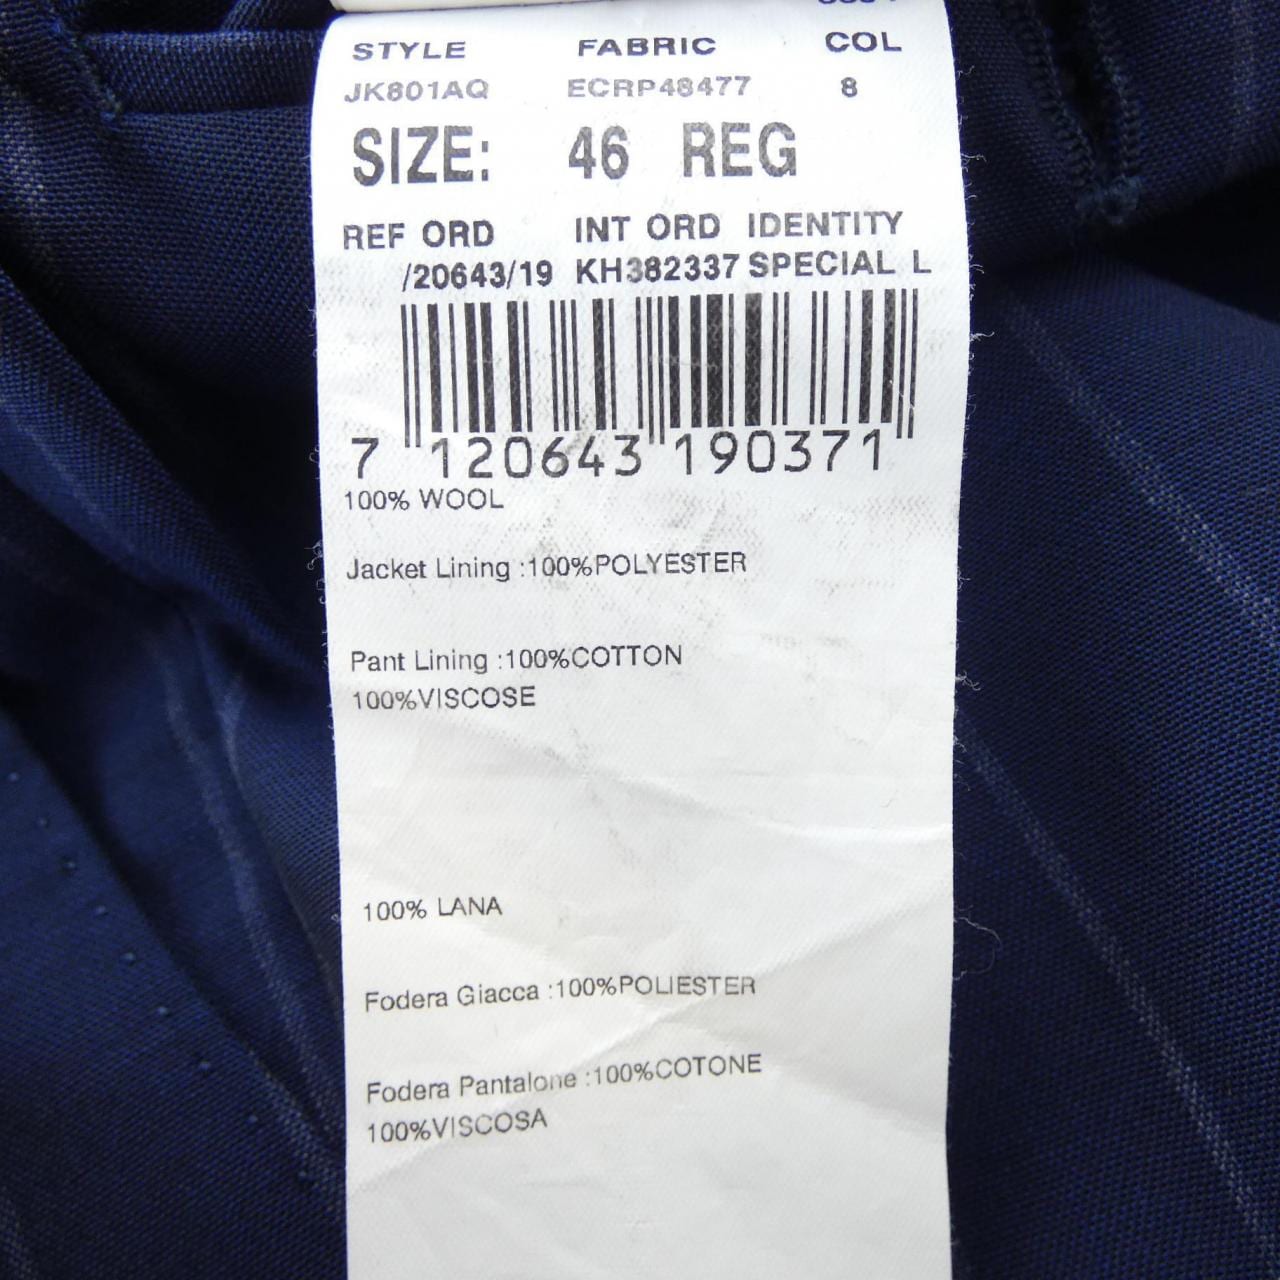 STYLE FABRIC COL
JK801AQ ECRP48477 8
SIZE: 46 REG
REF ORD INT ORD IDENTITY
/20643/19 KH382337 SPECIAL L
7 120643 190371
100% WOOL
Jacket Lining :100%POLYESTER
Pant Lining :100%COTTON
100%VISCOSE
100% LANA
Fodera Giacca :100%POLIESTER
Fodera Pantalone :100%COTONE
100%VISCOSA